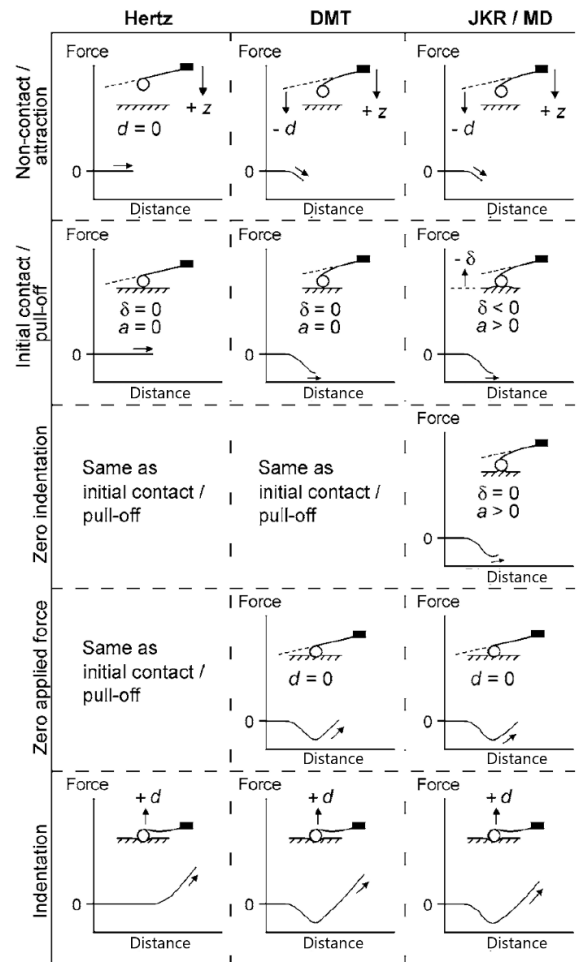 Hertz
DMT
JKR / MD
Non-contact /
attraction
Force
+ z
d = 0
0
Distance
Force
- d
+ z
0
Distance
Force
- d
+ z
0
Distance
Initial contact /
pull-off
Force
δ = 0
a = 0
0
Distance
Force
δ = 0
a = 0
0
Distance
Force
- δ
δ < 0
a > 0
0
Distance
Zero indentation
Same as
initial contact /
pull-off
Same as
initial contact /
pull-off
Force
δ = 0
a > 0
0
Distance
Zero applied force
Same as
initial contact /
pull-off
Force
d = 0
0
Distance
Force
d = 0
0
Distance
Indentation
Force
+ d
0
Distance
Force
+ d
0
Distance
Force
+ d
0
Distance